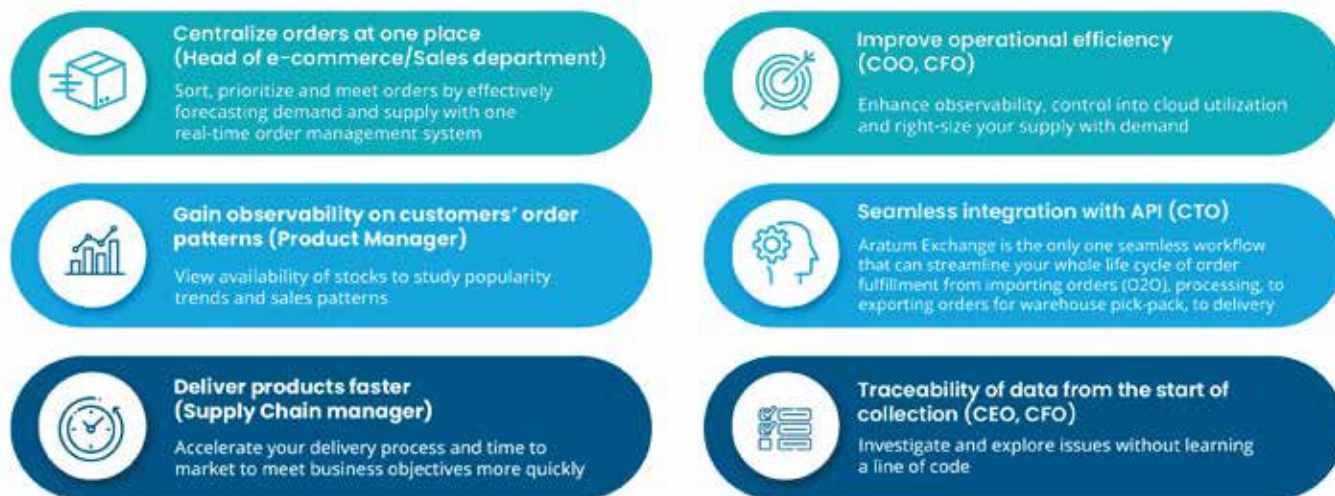 Centralize orders at one place
(Head of e-commerce/Sales department)
Sort, prioritize and meet orders by effectively
forecasting demand and supply with one
real-time order management system
Improve operational efficiency
(COO, CFO)
Enhance observability, control into cloud utilization
and right-size your supply with demand
Gain observability on customers' order
patterns (Product Manager)
View availability of stocks to study popularity
trends and sales patterns
Seamless integration with API (CTO)
Aratum Exchange is the only one seamless workflow
that can streamline your whole life cycle of order
fulfillment from importing orders (O2O), processing, to
exporting orders for warehouse pick-pack, to delivery
Deliver products faster
(Supply Chain manager)
Accelerate your delivery process and time to
market to meet business objectives more quickly
Traceability of data from the start of
collection (CEO, CFO)
Investigate and explore issues without learning
a line of code